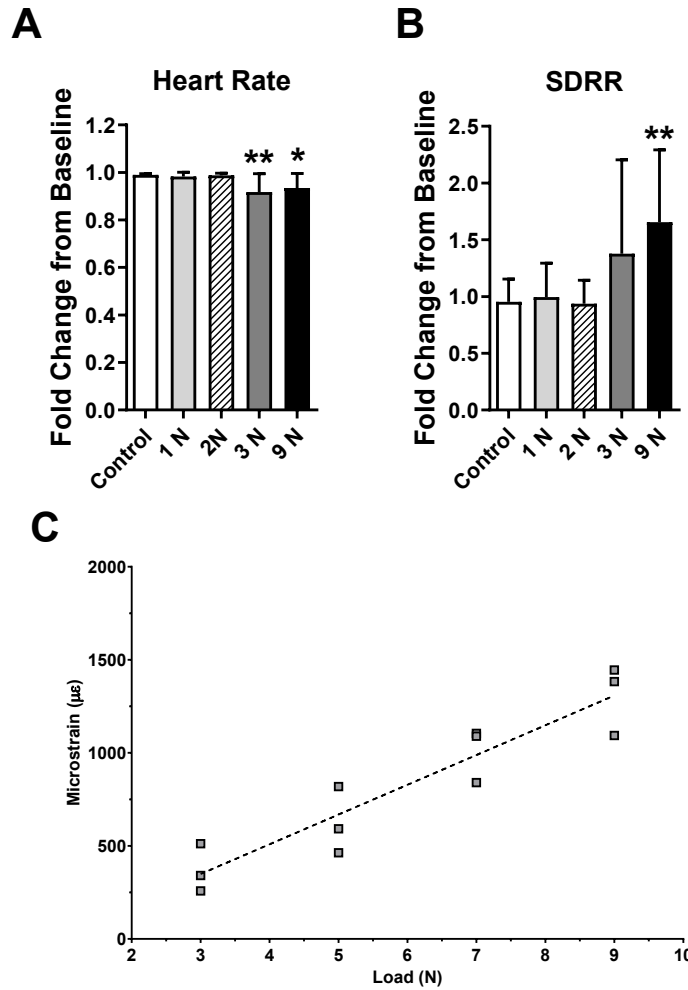 A
Heart Rate
Fold Change from Baseline
1.2
1.0
0.8
0.6
0.4
0.2
0.0
** *
Control
1 N
2N
3 N
9 N
B
SDRR
Fold Change from Baseline
2.5
2.0
1.5
1.0
0.5
0.0
**
Control
1 N
2 N
3 N
9 N
C
Microstrain (με)
2000
1500
1000
500
0
2 3 4 5 6 7 8 9 10
Load (N)